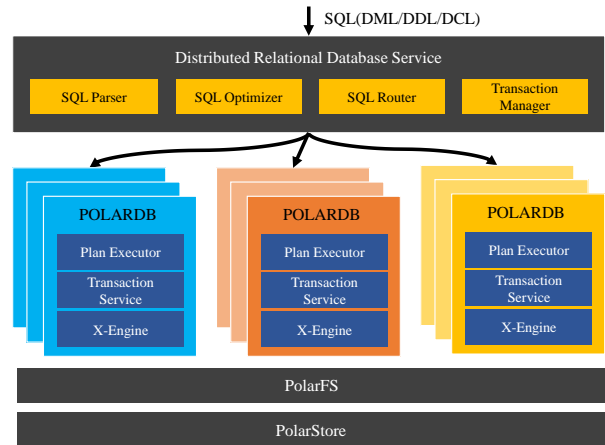 SQL(DML/DDL/DCL)
Distributed Relational Database Service
SQL Parser
SQL Optimizer
SQL Router
Transaction
Manager
POLARDB
Plan Executor
Transaction
Service
X-Engine
POLARDB
Plan Executor
Transaction
Service
X-Engine
POLARDB
Plan Executor
Transaction
Service
X-Engine
PolarFS
PolarStore